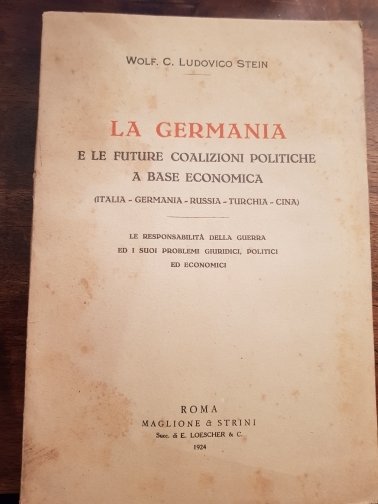 WOLF. C. LUDOVICO STEIN
LA GERMANIA
E LE FUTURE COALIZIONI POLITICHE
A BASE ECONOMICA
(ITALIA - GERMANIA - RUSSIA - TURCHIA - CINA)
LE RESPONSABILITÀ DELLA GUERRA
ED I SUOI PROBLEMI GIURIDICI, POLITICI
ED ECONOMICI
ROMA
MAGLIONE & STRINI
Succ. di E. LOESCHER & C.
1924